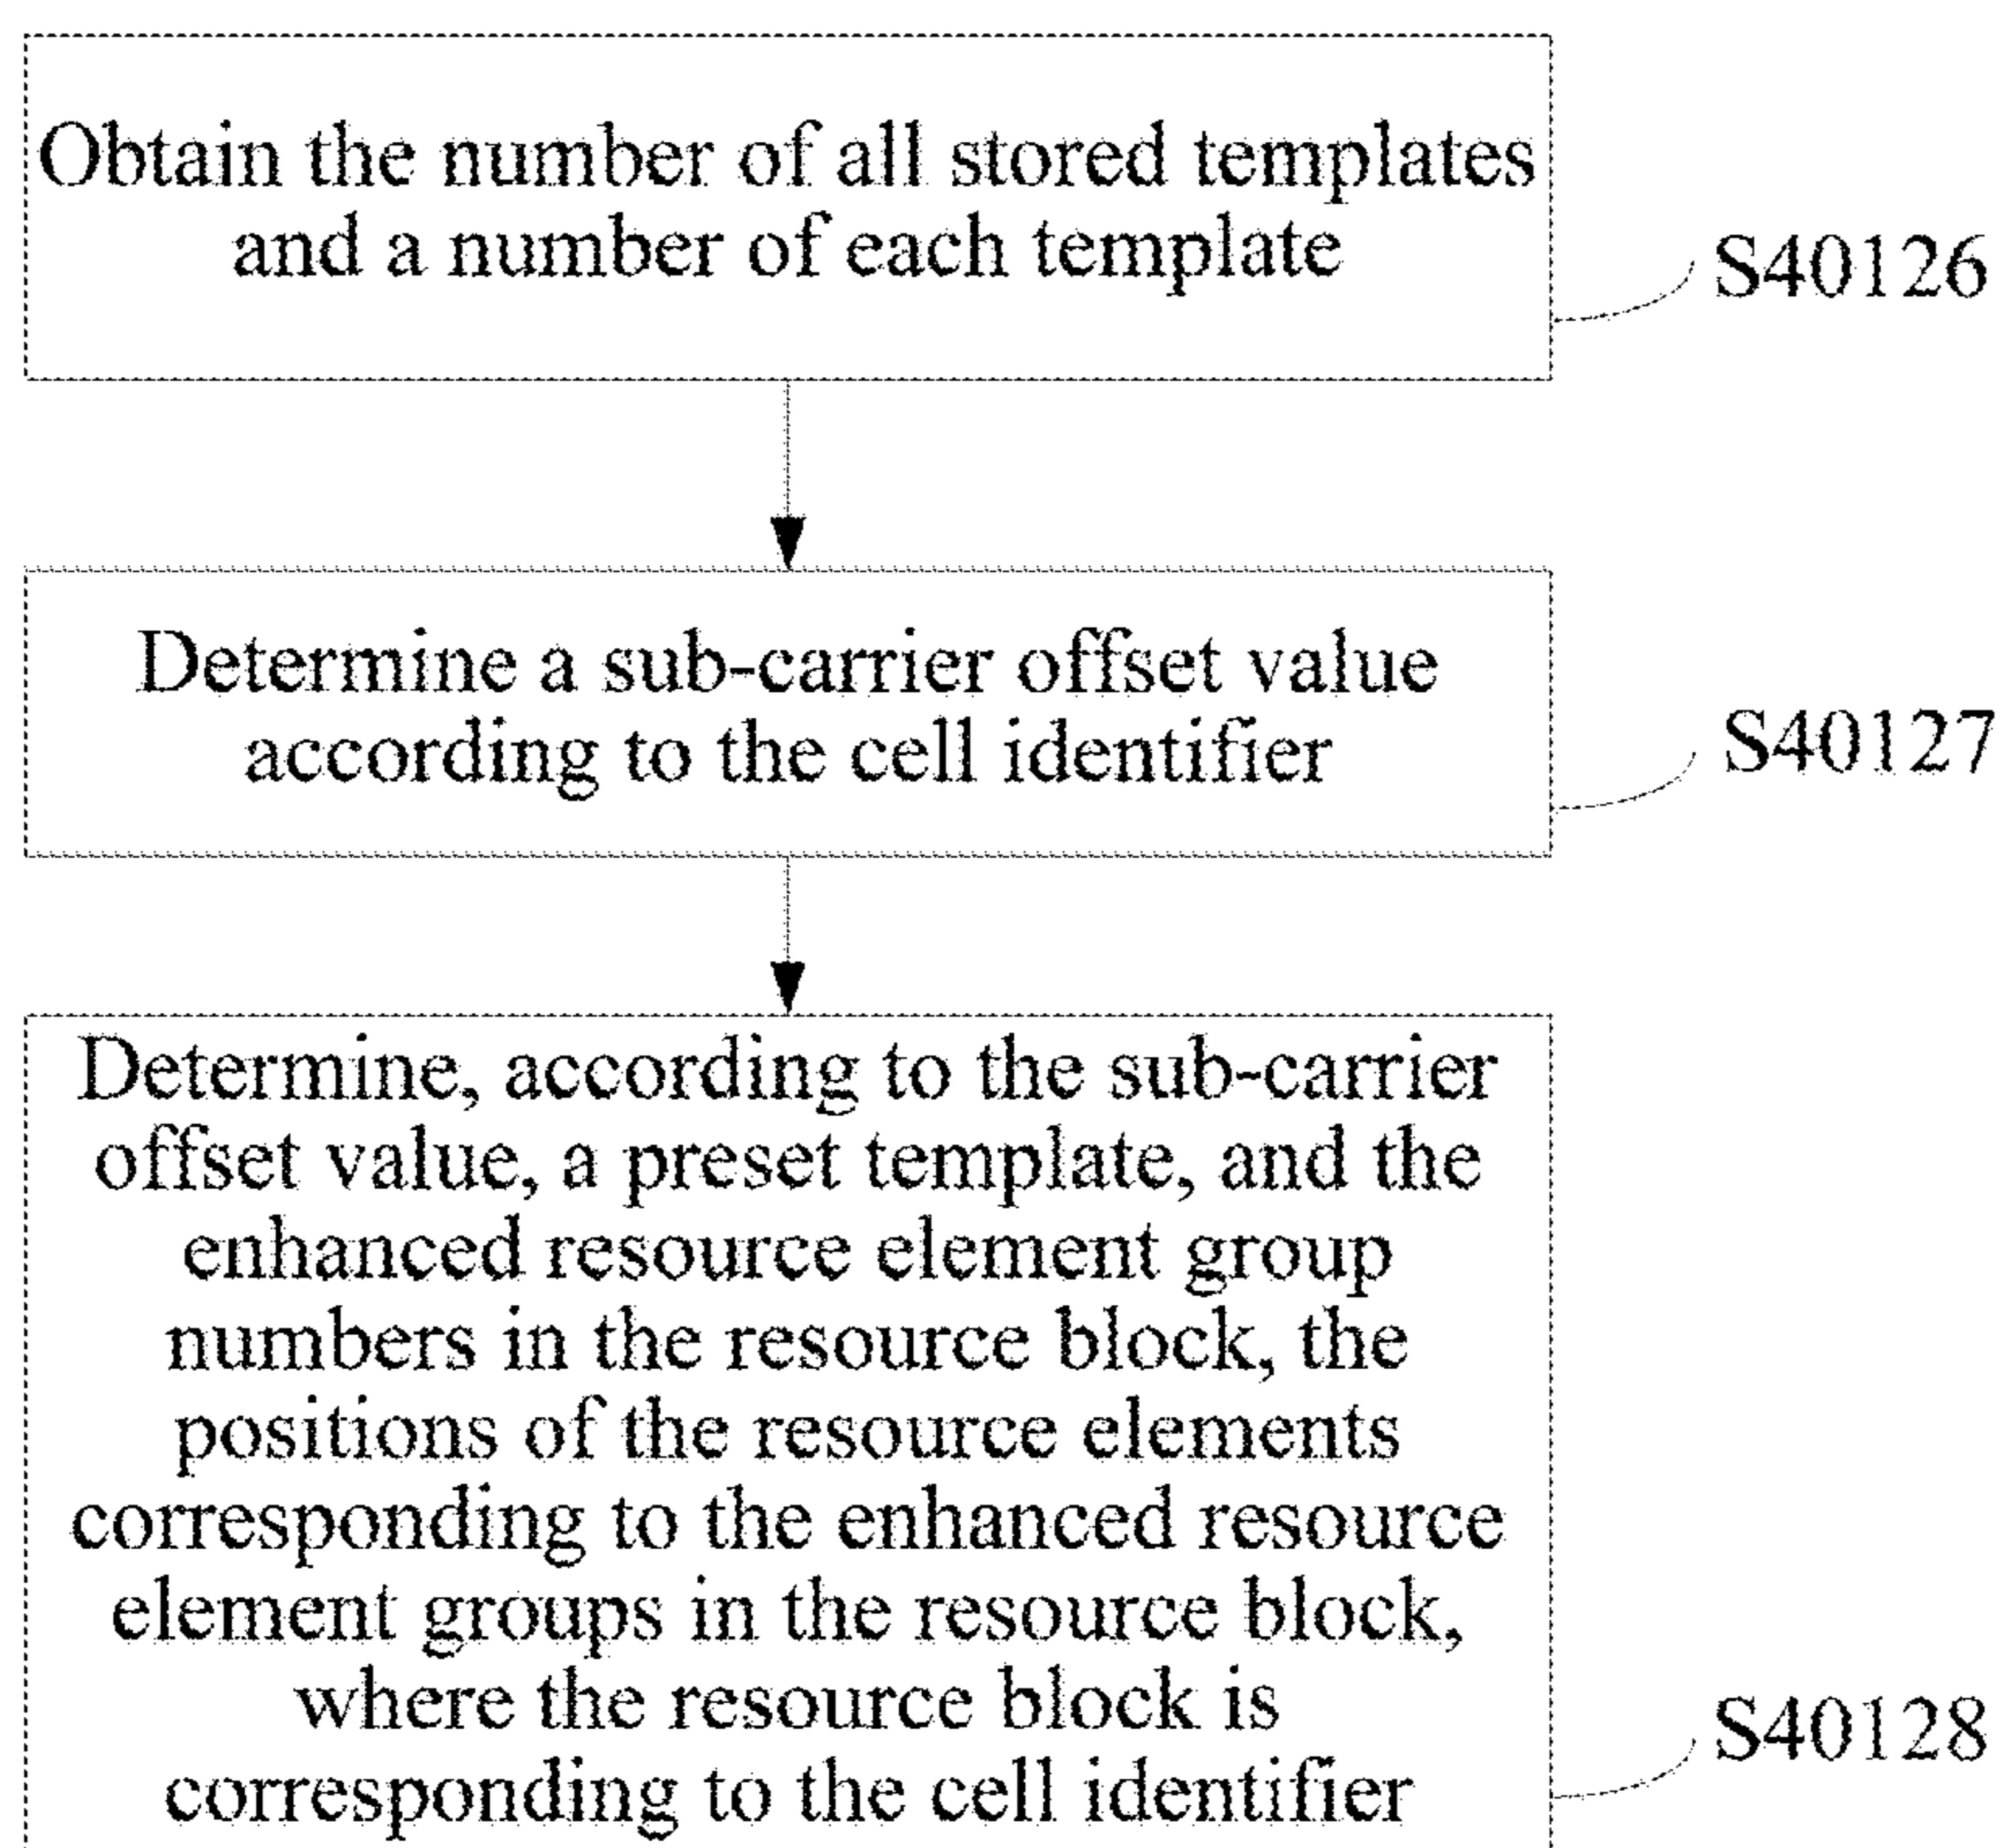 Obtain the number of all stored templates
and a number of each template
S40126
Determine a sub-carrier offset value
according to the cell identifier
S40127
Determine, according to the sub-carrier
offset value, a preset template, and the
enhanced resource element group
numbers in the resource block, the
positions of the resource elements
corresponding to the enhanced resource
element groups in the resource block,
where the resource block is
corresponding to the cell identifier
S40128